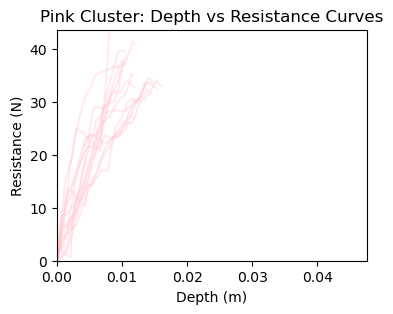 Pink Cluster: Depth vs Resistance Curves
40
30
20
10
0
Resistance (N)
0.00 0.01 0.02 0.03 0.04
Depth (m)